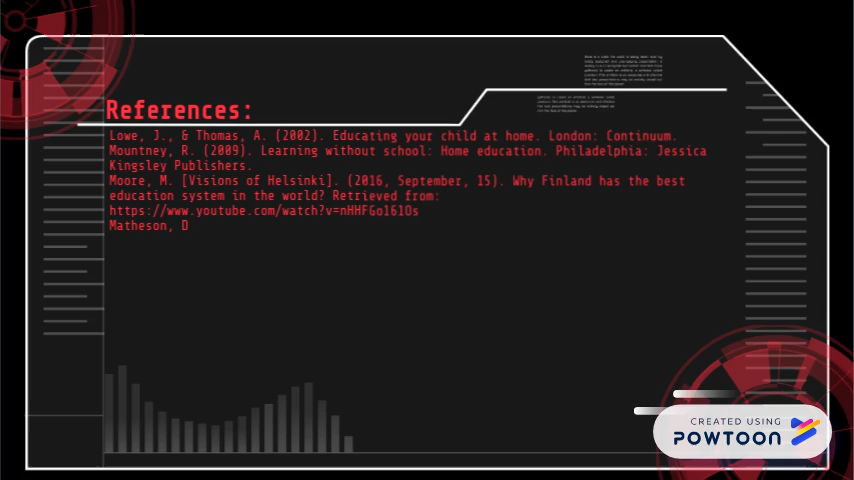 References:
Lowe, J., & Thomas, A. (2002). Educating your child at home. London: Continuum.
Mountney, R. (2009). Learning without school: Home education. Philadelphia: Jessica
Kingsley Publishers.
Moore, M. [Visions of Helsinki]. (2016, September, 15). Why Finland has the best
education system in the world? Retrieved from:
https://www.youtube.com/watch?v=nHHFGo161Os
Matheson, D
CREATED USING
POWTOON